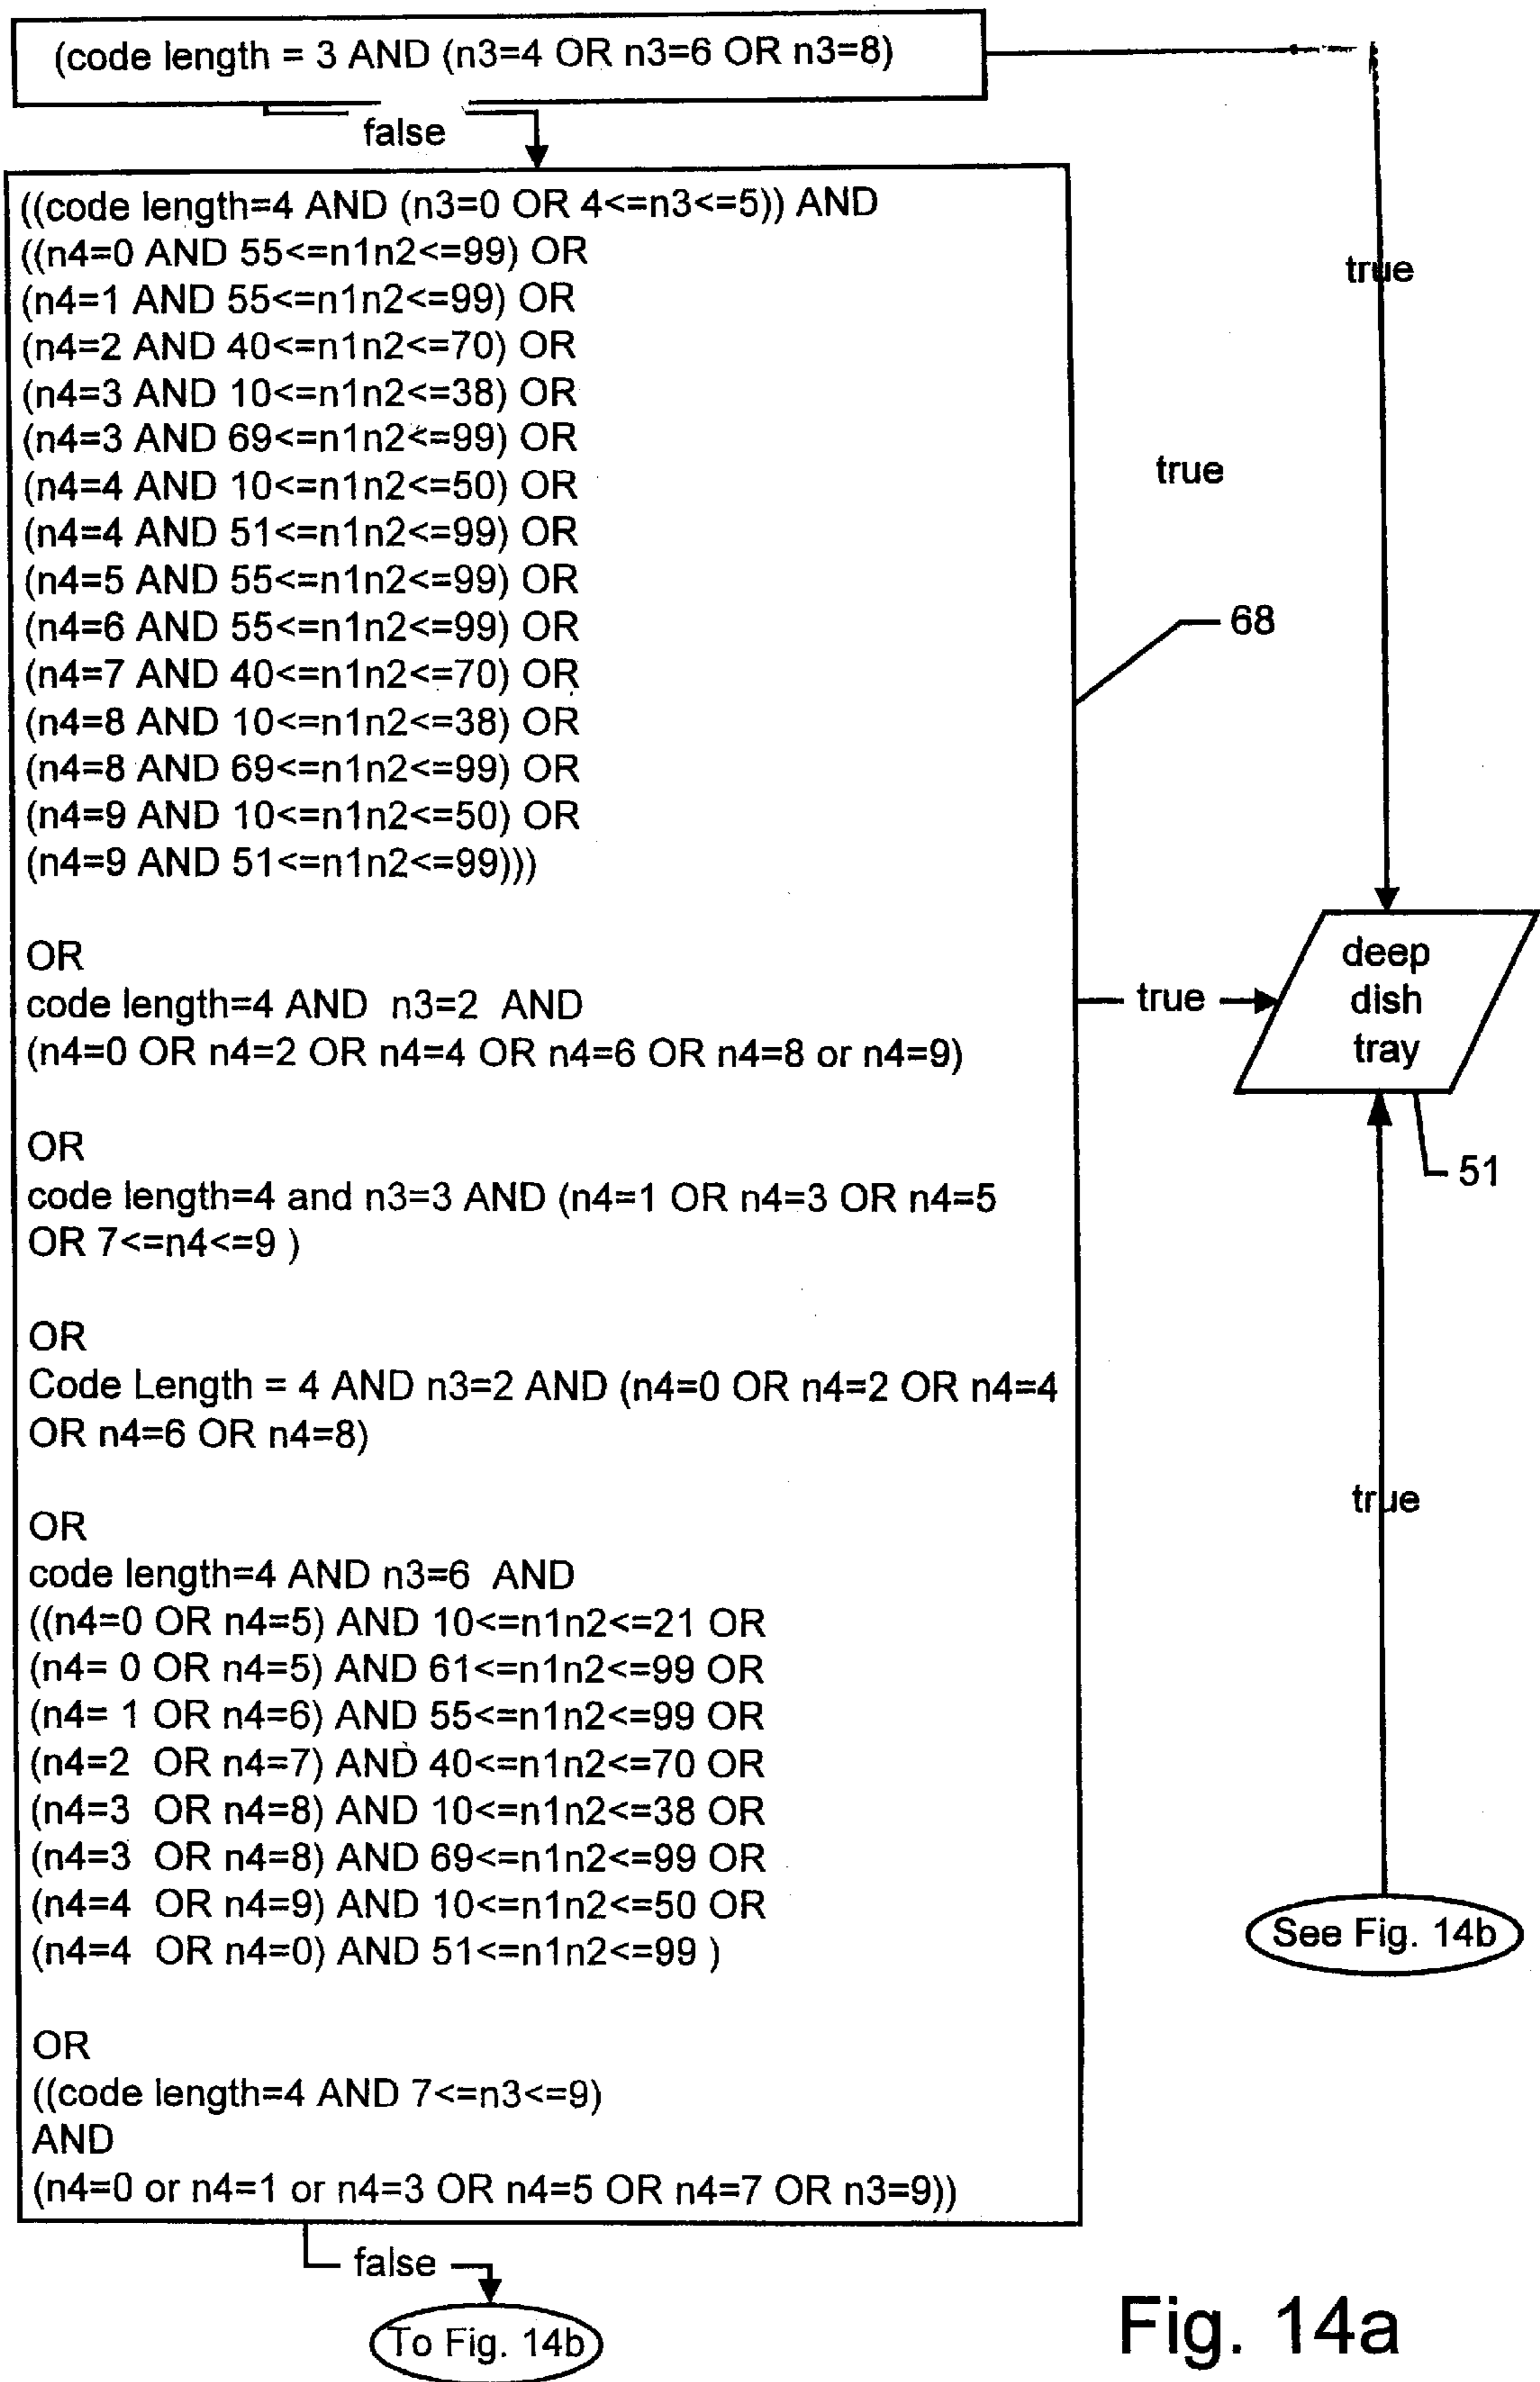 (code length = 3 AND (n3=4 OR n3=6 OR n3=8)
false
((code length=4 AND (n3=0 OR 4<=n3<=5)) AND
((n4=0 AND 55<=n1n2<=99) OR
(n4=1 AND 55<=n1n2<=99) OR
(n4=2 AND 40<=n1n2<=70) OR
(n4=3 AND 10<=n1n2<=38) OR
(n4=3 AND 69<=n1n2<=99) OR
(n4=4 AND 10<=n1n2<=50) OR
(n4=4 AND 51<=n1n2<=99) OR
(n4=5 AND 55<=n1n2<=99) OR
(n4=6 AND 55<=n1n2<=99) OR
(n4=7 AND 40<=n1n2<=70) OR
(n4=8 AND 10<=n1n2<=38) OR
(n4=8 AND 69<=n1n2<=99) OR
(n4=9 AND 10<=n1n2<=50) OR
(n4=9 AND 51<=n1n2<=99)))
OR
code length=4 AND n3=2 AND
(n4=0 OR n4=2 OR n4=4 OR n4=6 OR n4=8 or n4=9)
OR
code length=4 and n3=3 AND (n4=1 OR n4=3 OR n4=5
OR 7<=n4<=9 )
OR
Code Length = 4 AND n3=2 AND (n4=0 OR n4=2 OR n4=4
OR n4=6 OR n4=8)
OR
code length=4 AND n3=6 AND
((n4=0 OR n4=5) AND 10<=n1n2<=21 OR
(n4= 0 OR n4=5) AND 61<=n1n2<=99 OR
(n4= 1 OR n4=6) AND 55<=n1n2<=99 OR
(n4=2 OR n4=7) AND 40<=n1n2<=70 OR
(n4=3 OR n4=8) AND 10<=n1n2<=38 OR
(n4=3 OR n4=8) AND 69<=n1n2<=99 OR
(n4=4 OR n4=9) AND 10<=n1n2<=50 OR
(n4=4 OR n4=0) AND 51<=n1n2<=99 )
OR
((code length=4 AND 7<=n3<=9)
AND
(n4=0 or n4=1 or n4=3 OR n4=5 OR n4=7 OR n3=9))
false
To Fig. 14b
true
true
68
true
deep
dish
tray
51
true
See Fig. 14b
Fig. 14a